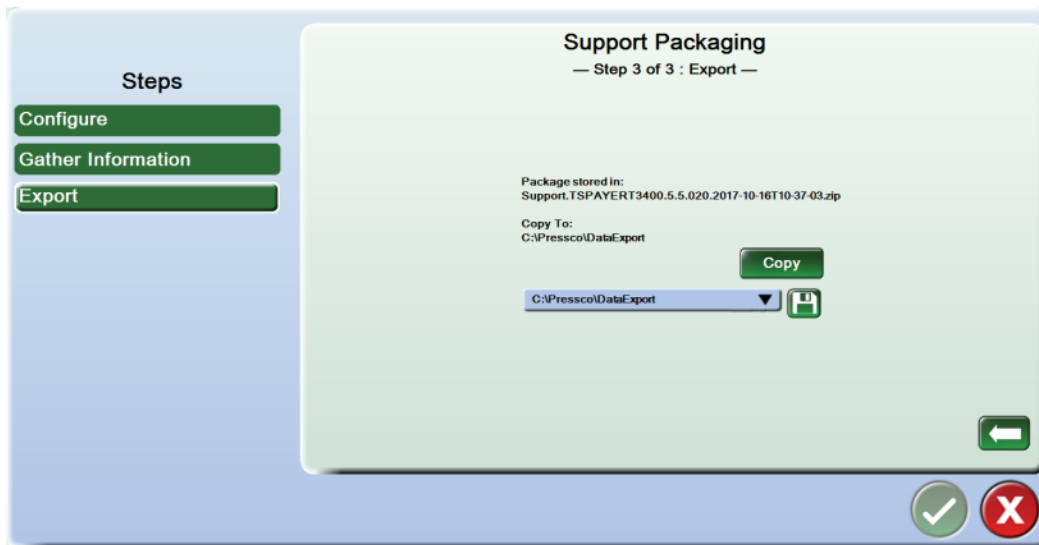 Steps
Configure
Gather Information
Export
Support Packaging
— Step 3 of 3 : Export —
Package stored in:
Support.TSPAYERT3400.5.5.020.2017-10-16T10-37-03.zip
Copy To:
C:\Pressco\DataExport
Copy
C:\Pressco\DataExport